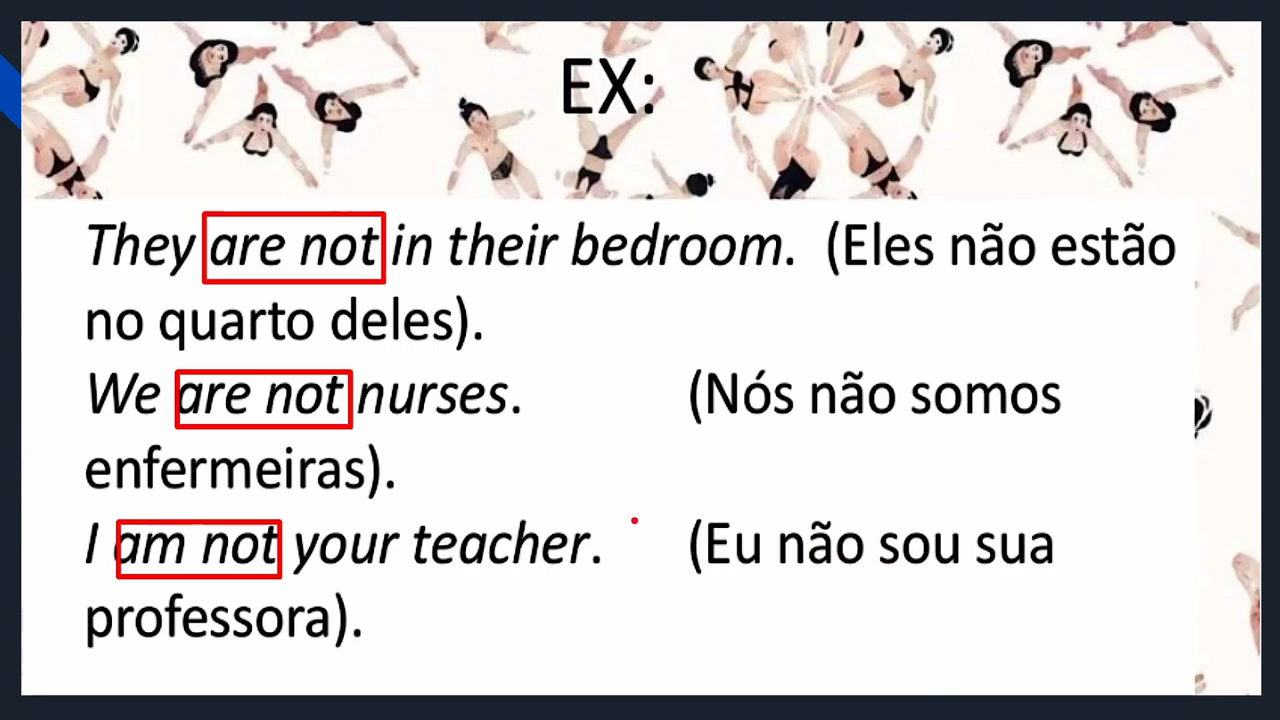 EX:
They are not in their bedroom. (Eles não estão
no quarto deles).
We are not nurses. (Nós não somos
enfermeiras).
I am not your teacher. (Eu não sou sua
professora).